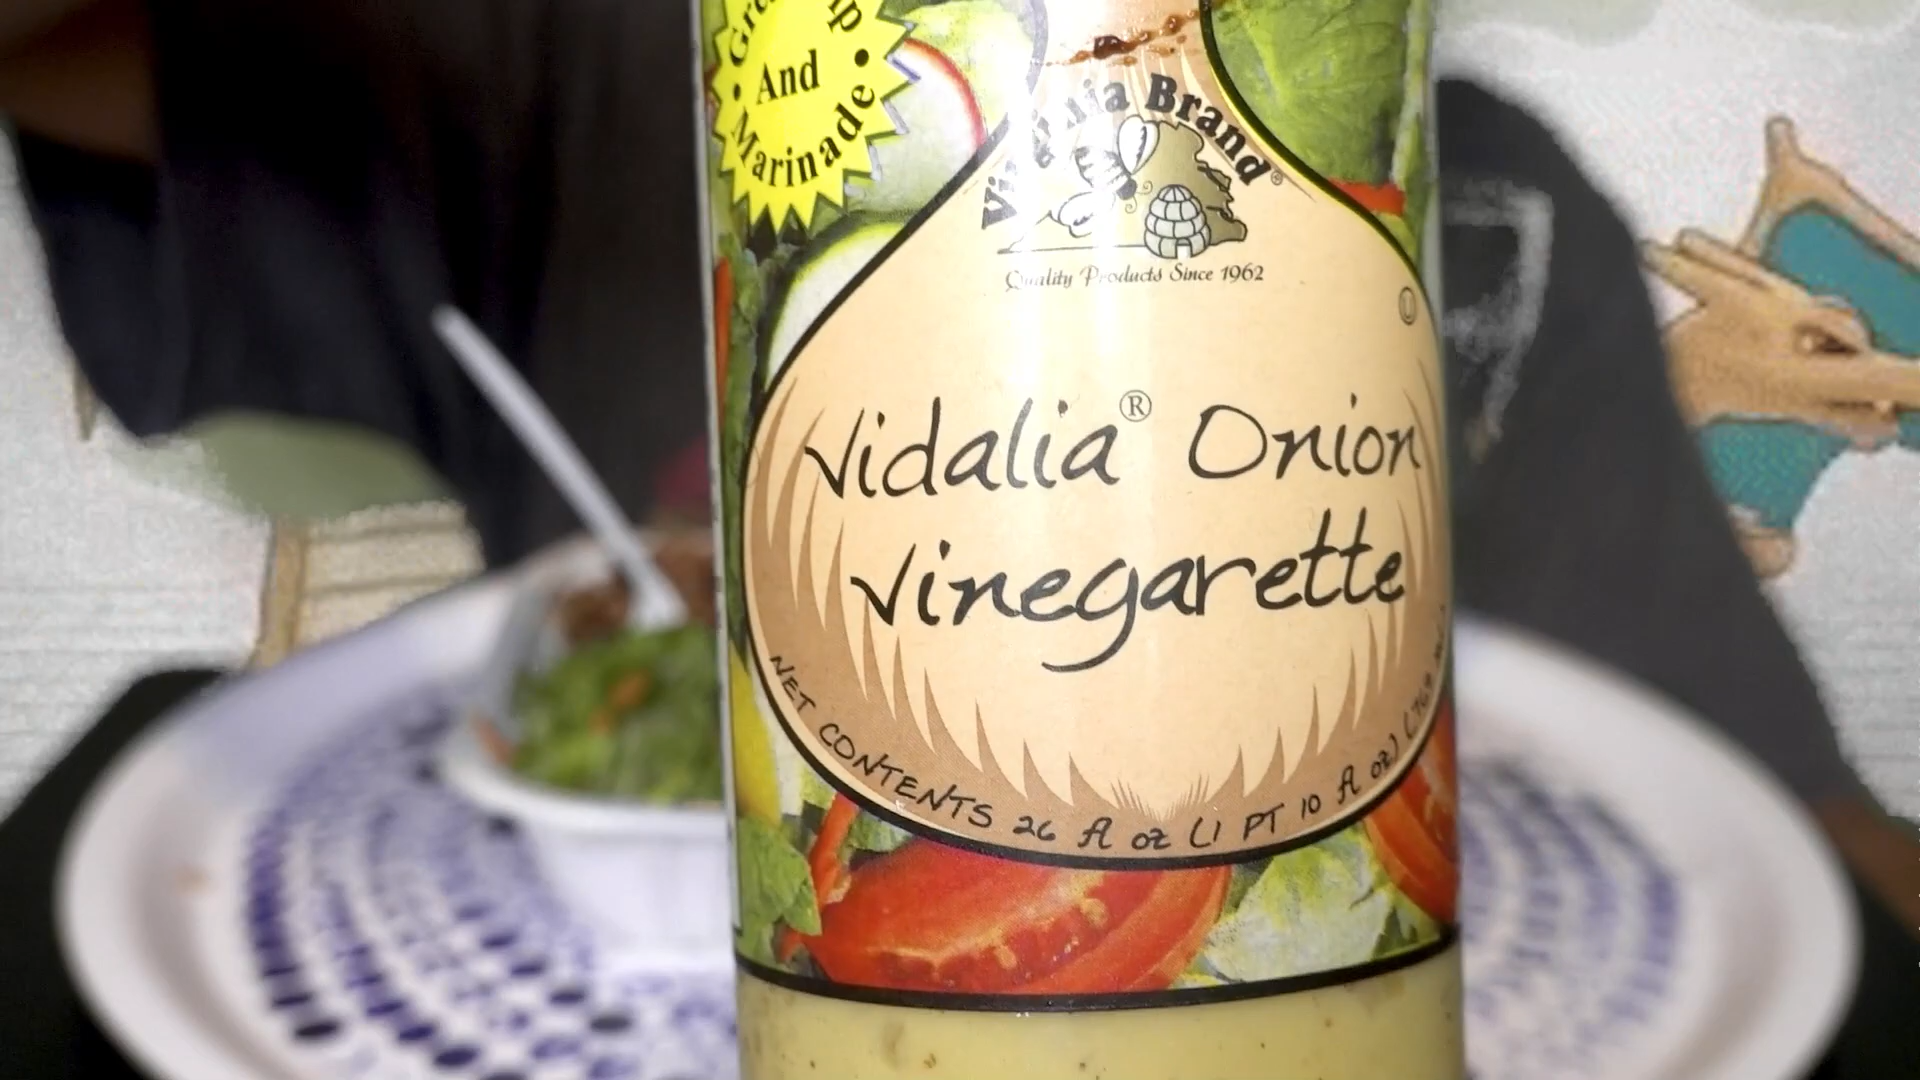 And
Marinade
Virginia Brand®
Quality Products Since 1962
Vidalia® Onion
Vinegarette
NET CONTENTS 26 fl oz (1 PT 10 fl oz)